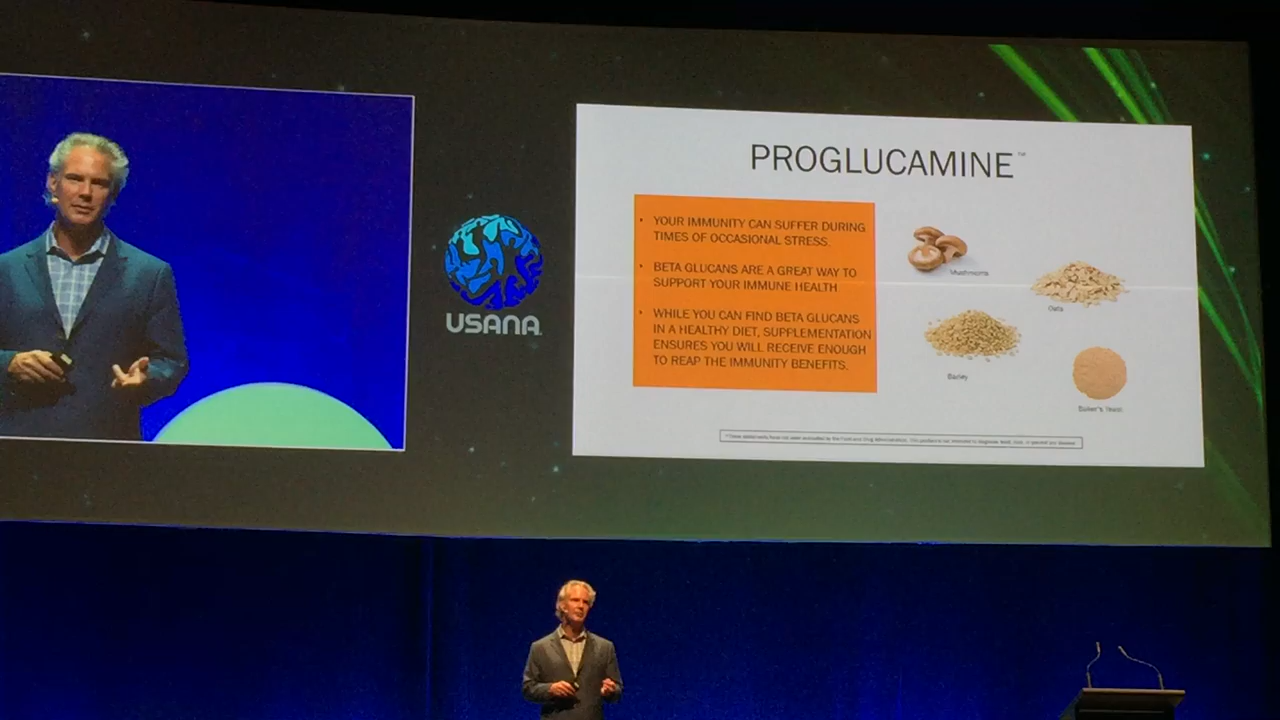 PROGLUCAMINE™
• YOUR IMMUNITY CAN SUFFER DURING
TIMES OF OCCASIONAL STRESS.
• BETA GLUCANS ARE A GREAT WAY TO
SUPPORT YOUR IMMUNE HEALTH
• WHILE YOU CAN FIND BETA GLUCANS
IN A HEALTHY DIET, SUPPLEMENTATION
ENSURES YOU WILL RECEIVE ENOUGH
TO REAP THE IMMUNITY BENEFITS.
Mushrooms
Oats
Barley
Baker's Yeast
USANA